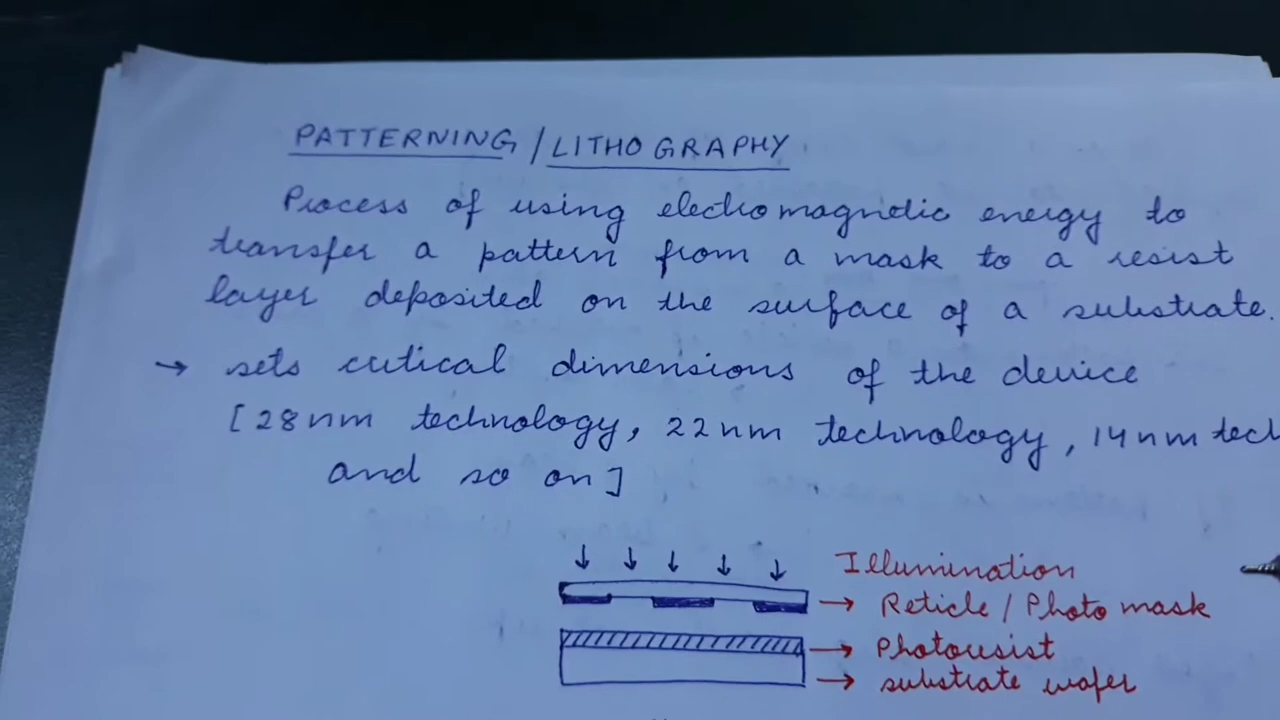 PATTERNING / LITHOGRAPHY
Process of using electromagnetic energy to
transfer a pattern from a mask to a resist
layer deposited on the surface of a substrate.
→ sets critical dimensions of the device
[28nm technology, 22nm technology, 14nm tech
and so on]
Illumination
→ Reticle / Photo mask
→ Photoresist
→ substrate wafer